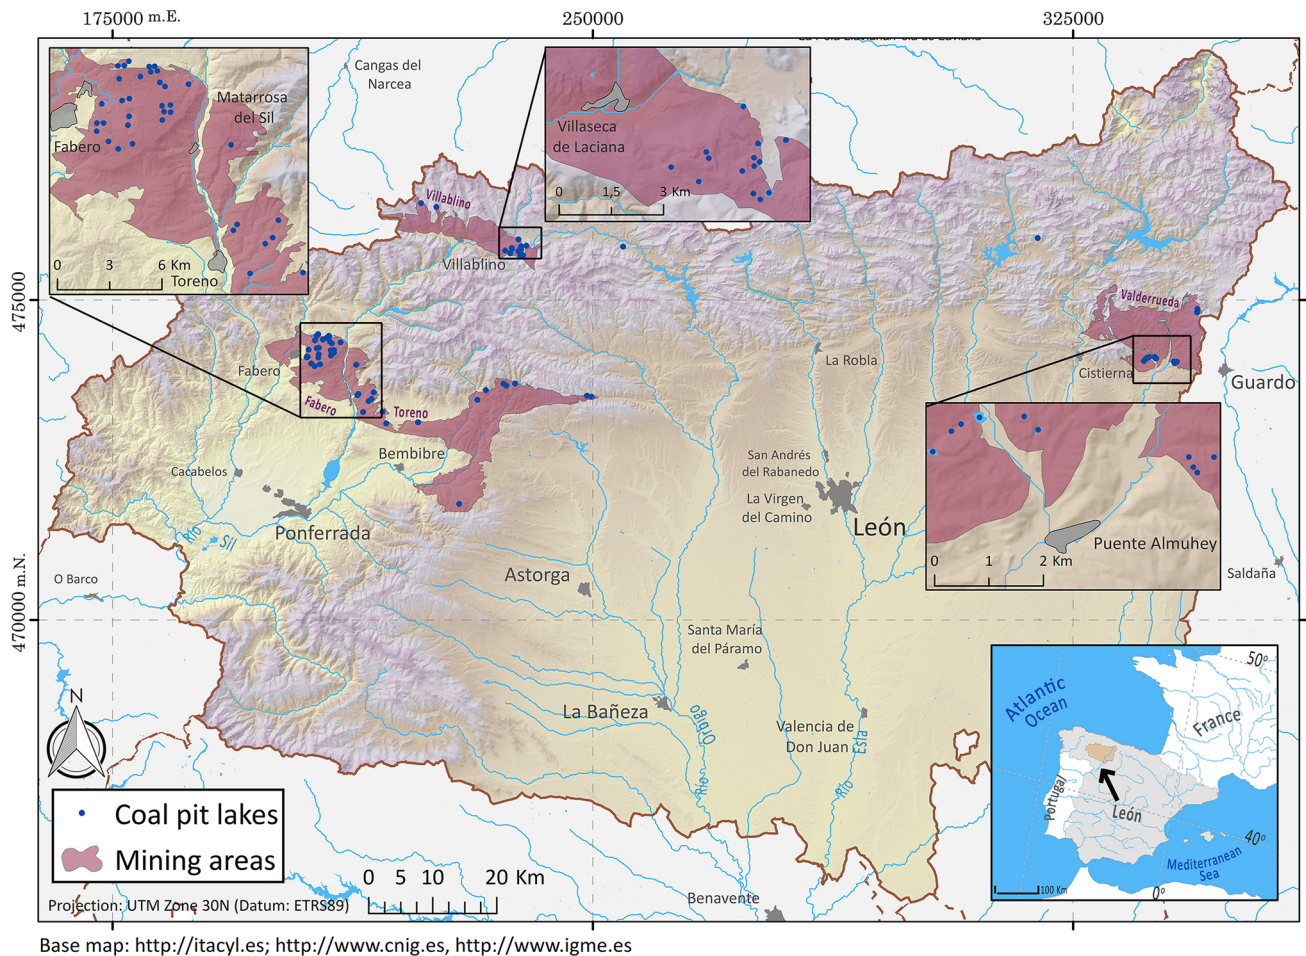 175000 m.E.
250000
325000
475000
470000 m.N.
Cangas del
Narcea
Matarrosa
del Sil
Fabero
0 3 6 Km
Toreno
Villaseca
de Laciana
0 1,5 3 Km
Villablino
Villablino
Valderrueda
La Robla
Cistierna
Guardo
Fabero
Fabero
Toreno
Bembibre
Cacabelos
San Andrés
del Rabanedo
La Virgen
del Camino
León
Ponferrada
Río Sil
Puente Almuhey
0 1 2 Km
O Barco
Astorga
Saldaña
Santa María
del Páramo
La Bañeza
Valencia de
Don Juan
Río Orbigo
Río Esla
Benavente
N
Coal pit lakes
Mining areas
0 5 10 20 Km
Projection: UTM Zone 30N (Datum: ETRS89)
Atlantic
Ocean
France
50º
Portugal
León
40º
Mediterranean
Sea
100 Km
0º
Base map: http://itacyl.es; http://www.cnig.es, http://www.igme.es